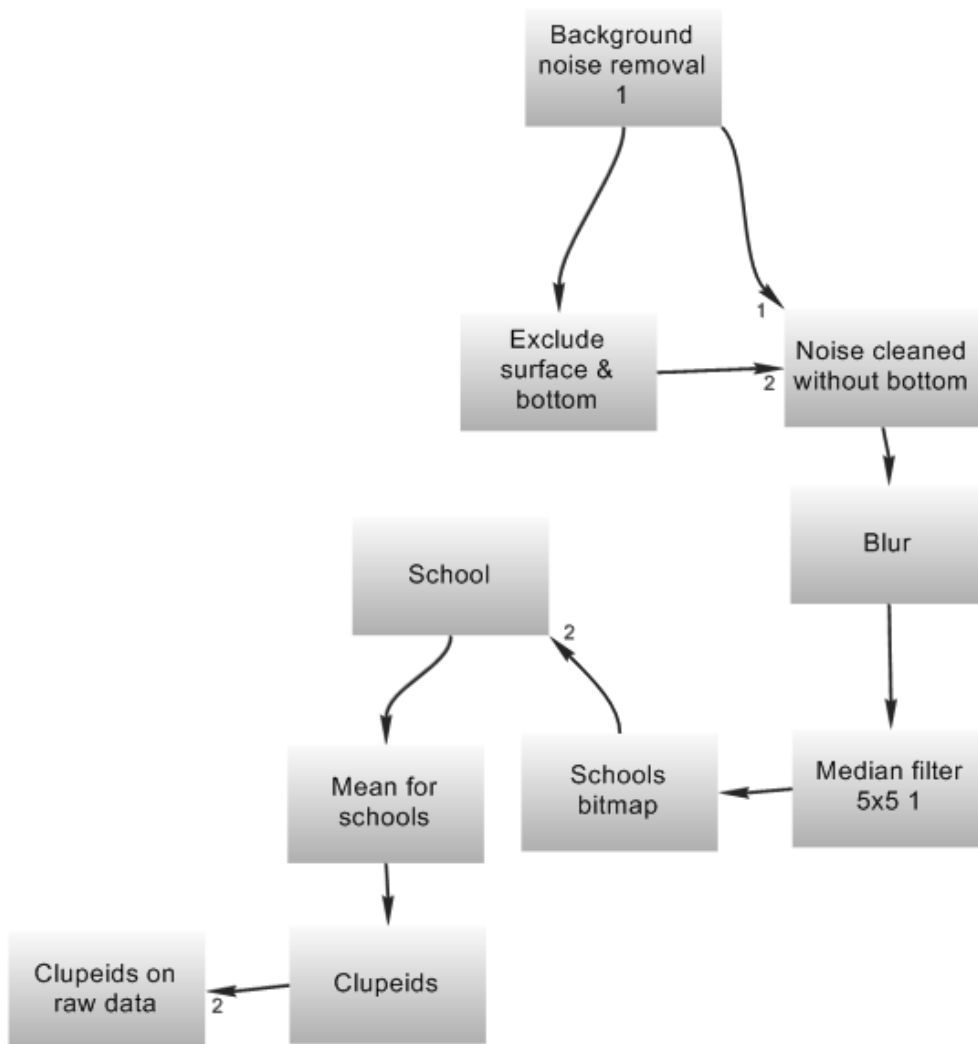 Background
noise removal
1
Exclude
surface &
bottom
1
2
Noise cleaned
without bottom
Blur
School
2
Mean for
schools
Schools
bitmap
Median filter
5x5 1
Clupeids on
raw data
2
Clupeids